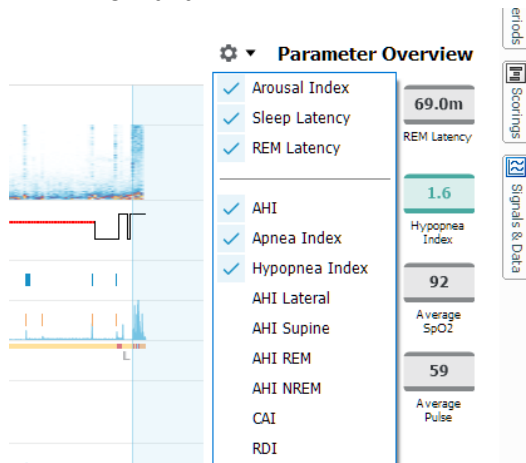 Parameter Overview
Arousal Index
Sleep Latency
REM Latency
AHI
Apnea Index
Hypopnea Index
AHI Lateral
AHI Supine
AHI REM
AHI NREM
CAI
RDI
69.0m
REM Latency
1.6
Hypopnea
Index
92
Average
SpO2
59
Average
Pulse
eriods
Scorings
Signals & Data
L